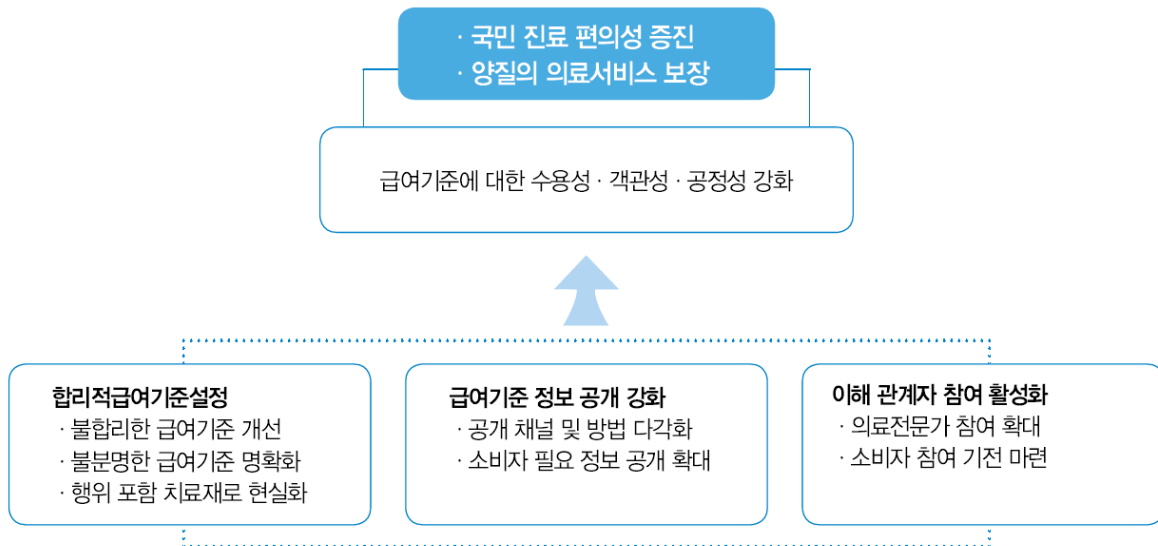 · 국민 진료 편의성 증진
· 양질의 의료서비스 보장
급여기준에 대한 수용성 · 객관성 · 공정성 강화
합리적급여기준설정
· 불합리한 급여기준 개선
· 불분명한 급여기준 명확화
· 행위 포함 치료재로 현실화
급여기준 정보 공개 강화
· 공개 채널 및 방법 다각화
· 소비자 필요 정보 공개 확대
이해 관계자 참여 활성화
· 의료전문가 참여 확대
· 소비자 참여 기전 마련